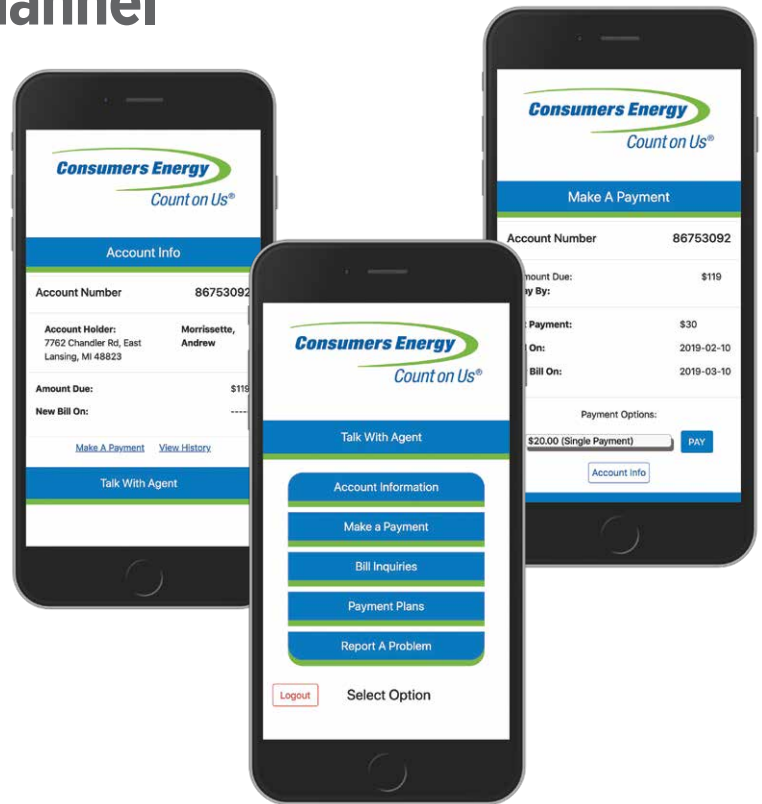 Consumers Energy
Count on Us®
Account Info
Account Number 86753092
Account Holder: Morrissette,
7762 Chandler Rd, East Andrew
Lansing, MI 48823
Amount Due: $119
New Bill On: ----
Make A Payment View History
Talk With Agent
Consumers Energy
Count on Us®
Talk With Agent
Account Information
Make a Payment
Bill Inquiries
Payment Plans
Report A Problem
Logout Select Option
Consumers Energy
Count on Us®
Make A Payment
Account Number 86753092
mount Due: $119
ay By:
Payment: $30
On: 2019-02-10
Bill On: 2019-03-10
Payment Options:
$20.00 (Single Payment) PAY
Account Info